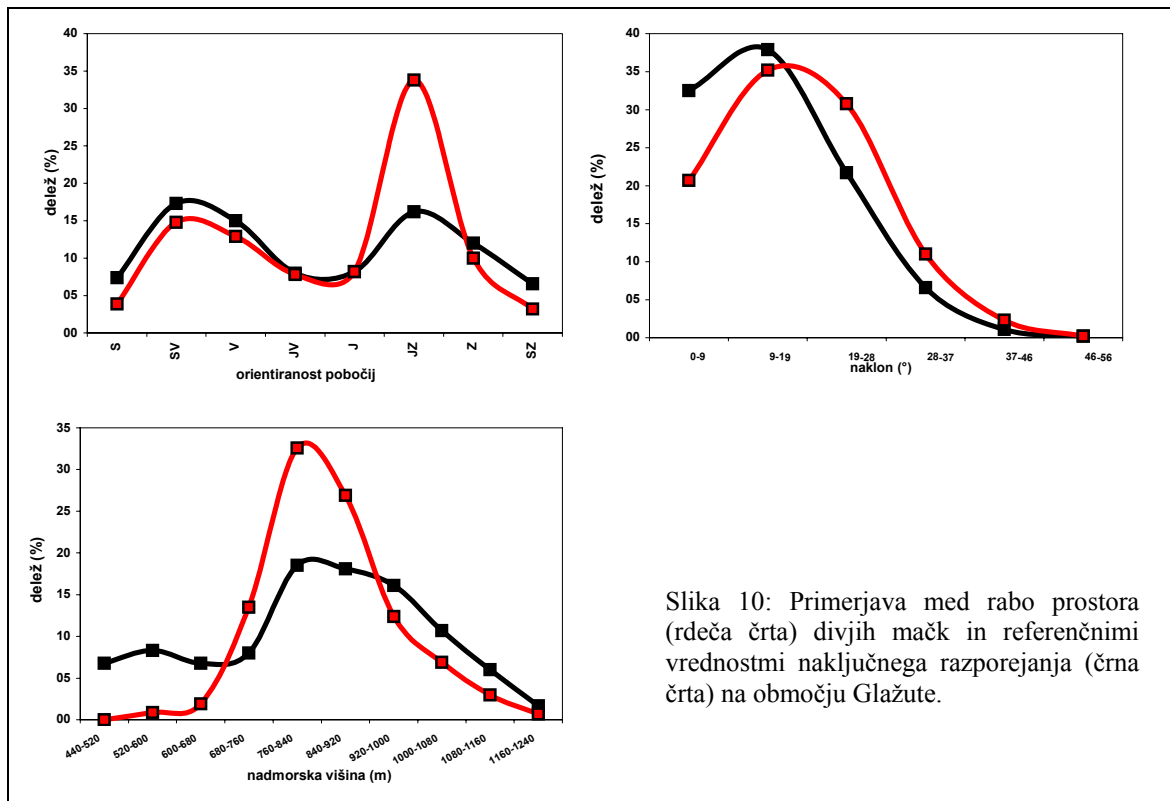 40
35
30
25
20
15
10
05
00
delež (%)
S SV V JV J JZ Z SZ
orientiranost pobočij
40
35
30
25
20
15
10
05
00
delež (%)
0-9 9-19 19-28 28-37 37-46 46-56
naklon (°)
35
30
25
20
15
10
05
00
delež (%)
440-520 520-600 600-680 680-760 760-840 840-920 920-1000 1000-1080 1080-1160 1160-1240
nadmorska višina (m)
Slika 10: Primerjava med rabo prostora
(rdeča črta) divjih mačk in referenčnimi
vrednostmi naključnega razporejanja (črna
črta) na območju Glažute.